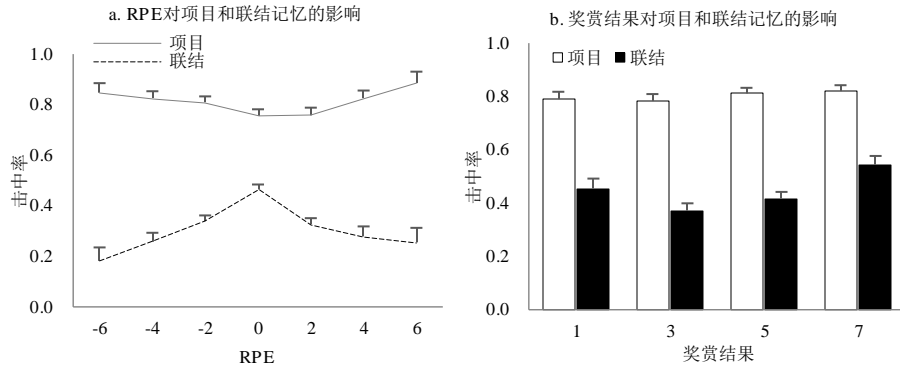 a. RPE对项目和联结记忆的影响
项目
联结
1.0
0.8
0.6
0.4
0.2
0.0
击中率
-6 -4 -2 0 2 4 6
RPE
b. 奖赏结果对项目和联结记忆的影响
项目 联结
1.0
0.8
0.6
0.4
0.2
0.0
击中率
1 3 5 7
奖赏结果